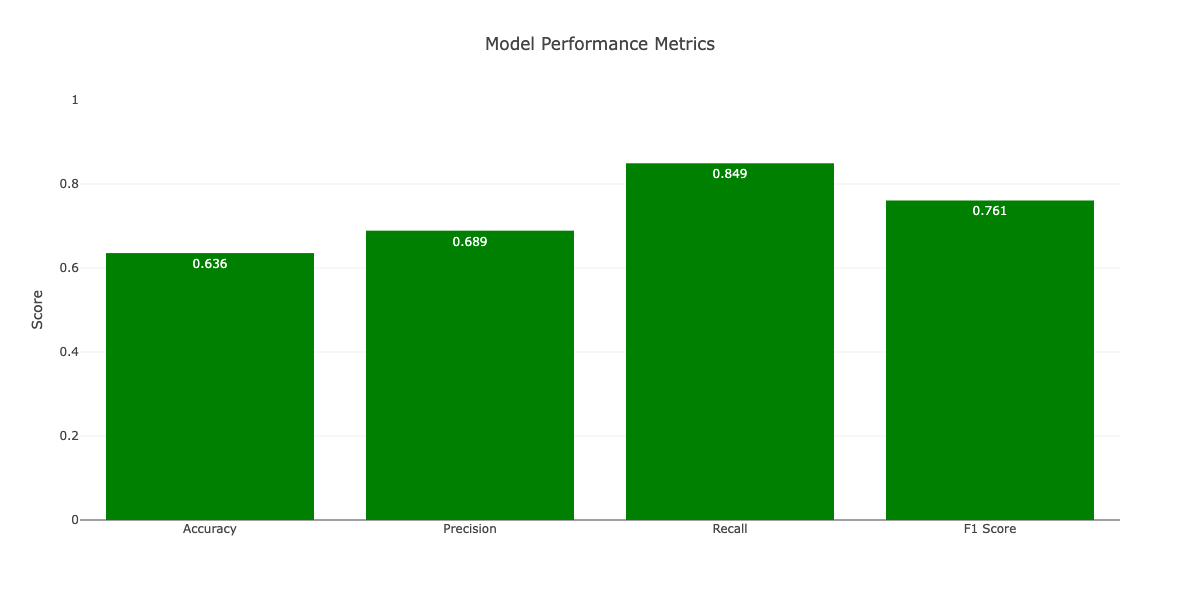 Model Performance Metrics
1
0.8
0.6
0.4
0.2
0
Score
0.636
0.689
0.849
0.761
Accuracy
Precision
Recall
F1 Score